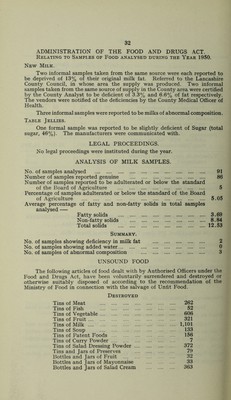 32
ADMINISTRATION OF THE FOOD AND DRUGS ACT.
RELATING TO SAMPLES OF FOOD ANALYSED DURING THE YEAR 1950.
NEW MILK.
Two informal samples taken from the same source were each reported to
be deprived of 13% of their original milk fat. Referred to the Lancashire
County Council, in whose area the supply was produced. Two informal
samples taken from the same source of supply in the County area were certified
by the County Analyst to be deficient of 3.3% and 6.6% of fat respectively.
The vendors were notified of the deficiencies by the County Medical Officer of
Health.
Three informal samples were reported to be milks of abnormal composition.
TABLE JELLIES.
One formal sample was reported to be slightly deficient of Sugar (total
sugar, 46%). The manufacturers were communicated with.
LEGAL PROCEEDINGS.
No legal proceedings were instituted during the year.
ANALYSIS OF MILK SAMPLES.
No. of samples analysed 91
Number of samples reported genuine 86
Number of samples reported to be adulterated or below the standard
of the Board of Agriculture 5
Percentage of samples adulterated or below the standard of the Board
of Agriculture 5.05
Average percentage of fatty and non-fatty solids in total samples
analysed—
Fatty solids 3.60
Non-fatty solids 8.94
Total solids 12.53
SUMMARY.
No. of samples showing deficiency in milk fat 2
No. of samples showing added water 0
No. of samples of abnormal composition 3
UNSOUND FOOD
The following articles of food dealt with by Authorised Officers under the
Food and Drugs Act, have been voluntarily surrendered and destroyed or
otherwise suitably disposed of according to the recommendation of the
Ministry of Food in connection with the salvage of Unfit Food.
DESTROYED
Tins of Meat 262
Tins of Fish 52
Tins of Vegetable 606
Tins of Fruit 321
Tins of Milk 1,101
Tins of Soup 133
Tins of Patent Foods 156
Tins of Curry Powder 7
Tins of Salad Dressing Powder 372
Tins and Jars of Preserves 79
Bottles and Jars of Fruit 32
Bottles and Jars of Mayonnaise 33
Bottles and Jars of Salad Cream 363